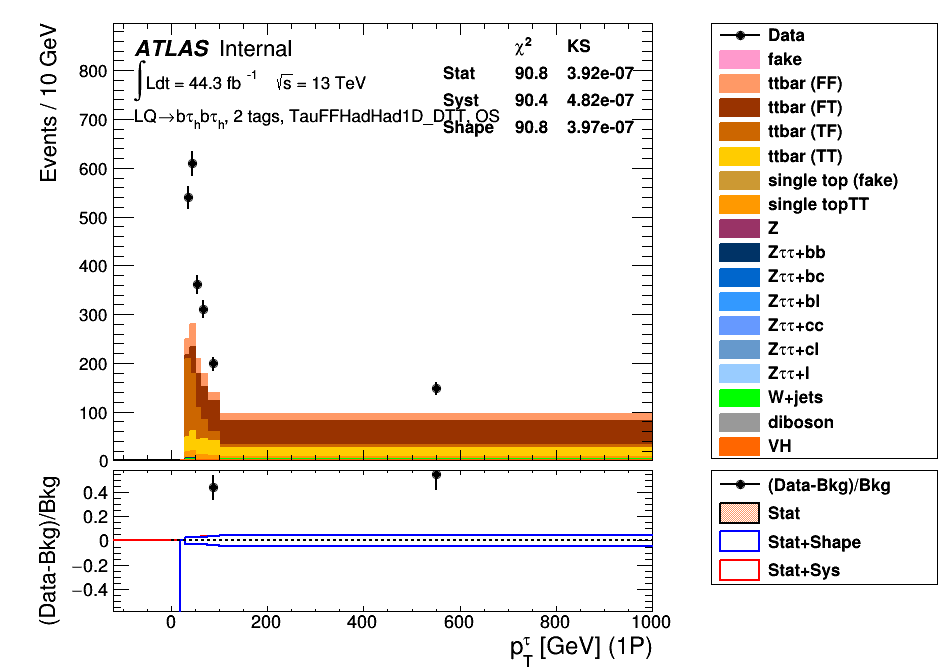 ATLAS Internal
∫Ldt = 44.3 fb⁻¹ √s = 13 TeV
LQ→bτₕbτₕ, 2 tags, TauFFHadHad1D_DTT, OS
χ² KS
Stat 90.8 3.92e-07
Syst 90.4 4.82e-07
Shape 90.8 3.97e-07
Events / 10 GeV
800
700
600
500
400
300
200
100
0
(Data-Bkg)/Bkg
0.4
0.2
0
−0.2
−0.4
0 200 400 600 800 1000
p_T^τ [GeV] (1P)
Data
fake
ttbar (FF)
ttbar (FT)
ttbar (TF)
ttbar (TT)
single top (fake)
single topTT
Z
Zττ+bb
Zττ+bc
Zττ+bl
Zττ+cc
Zττ+cl
Zττ+l
W+jets
diboson
VH
(Data-Bkg)/Bkg
Stat
Stat+Shape
Stat+Sys